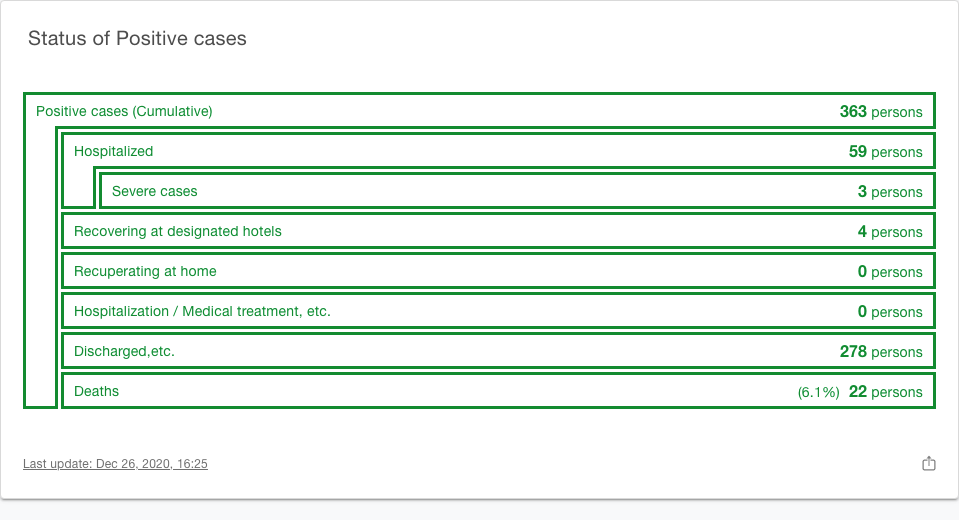 Status of Positive cases
Positive cases (Cumulative) 363 persons
Hospitalized 59 persons
Severe cases 3 persons
Recovering at designated hotels 4 persons
Recuperating at home 0 persons
Hospitalization / Medical treatment, etc. 0 persons
Discharged,etc. 278 persons
Deaths (6.1%) 22 persons
Last update: Dec 26, 2020, 16:25